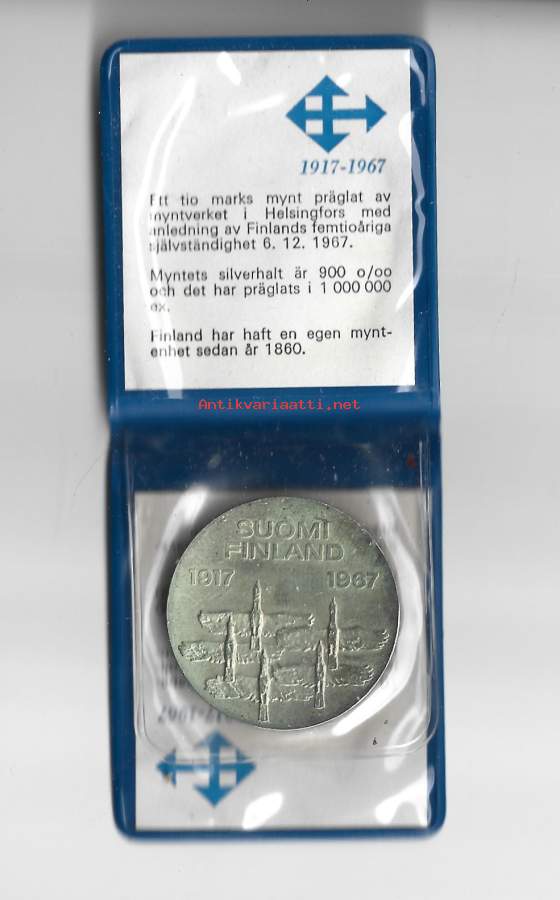 1917-1967
Ett tio marks mynt präglat av
myntverket i Helsingfors med
anledning av Finlands femtioåriga
självständighet 6. 12. 1967.
Myntets silverhalt är 900 o/oo
och det har präglats i 1 000 000
ex.
Finland har haft en egen mynt-
enhet sedan år 1860.
Antikvariaatti.net
SUOMI
FINLAND
1917 1967